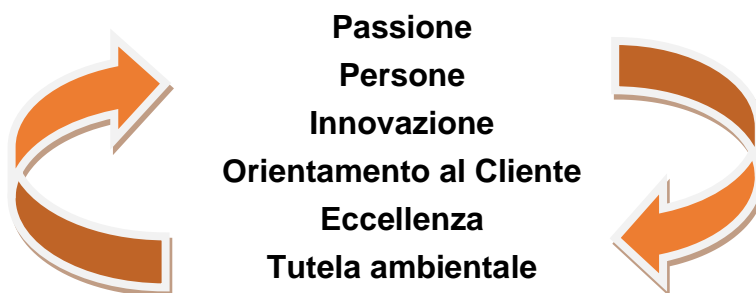 Passione
Persone
Innovazione
Orientamento al Cliente
Eccellenza
Tutela ambientale